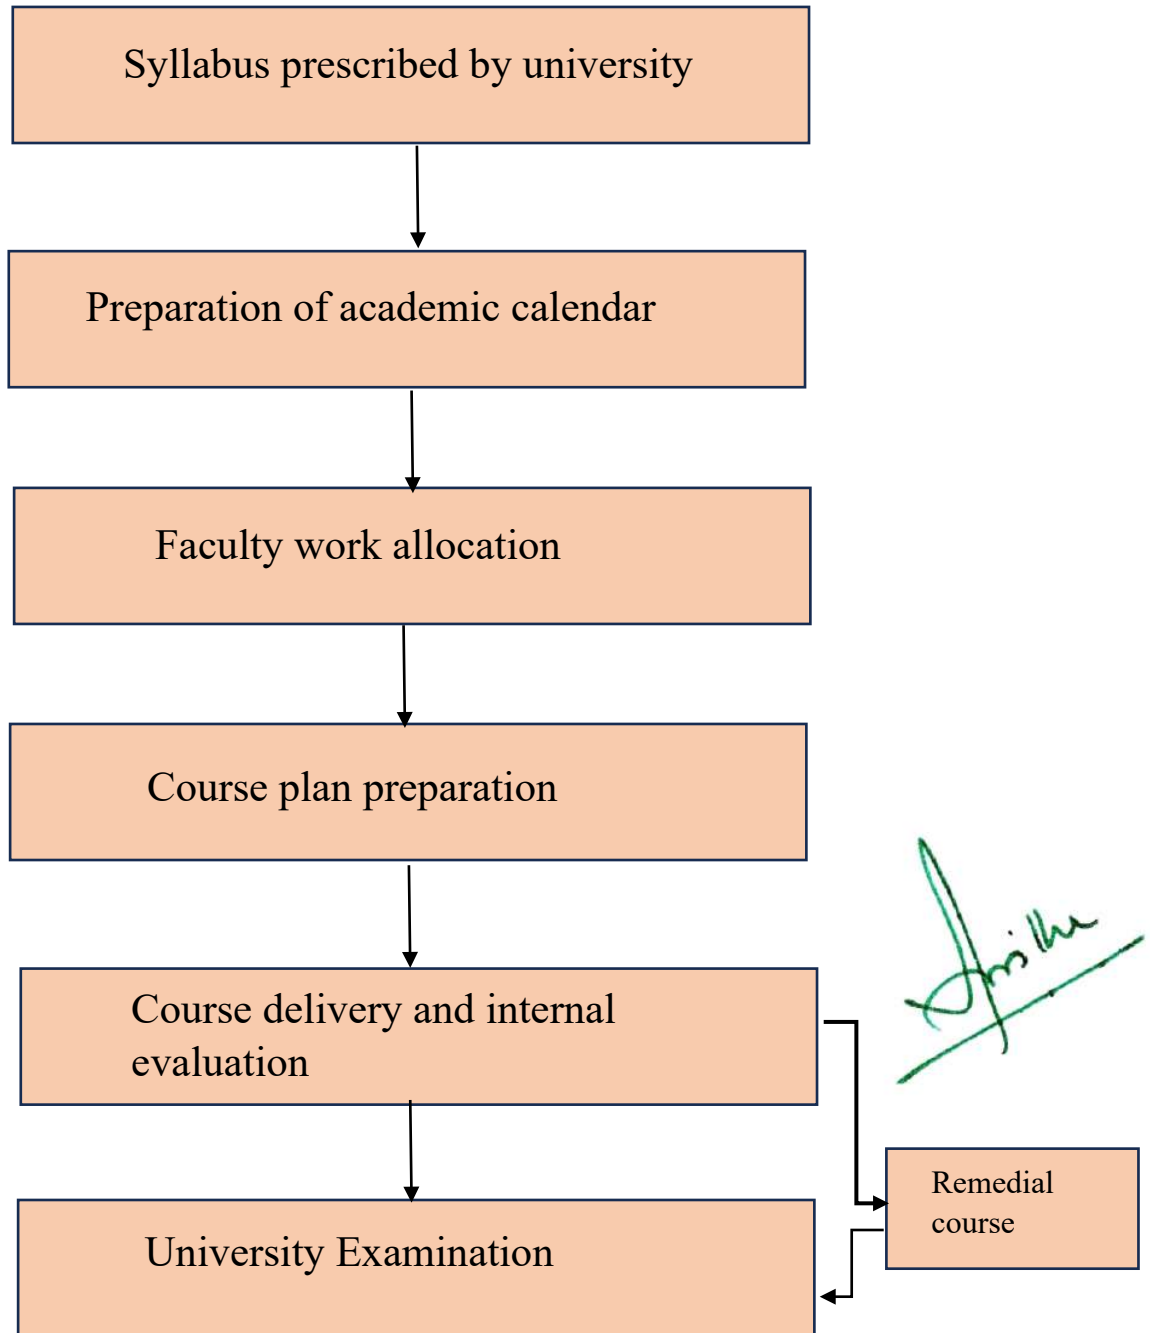 Syllabus prescribed by university
Preparation of academic calendar
Faculty work allocation
Course plan preparation
Course delivery and internal
evaluation
Remedial
course
University Examination